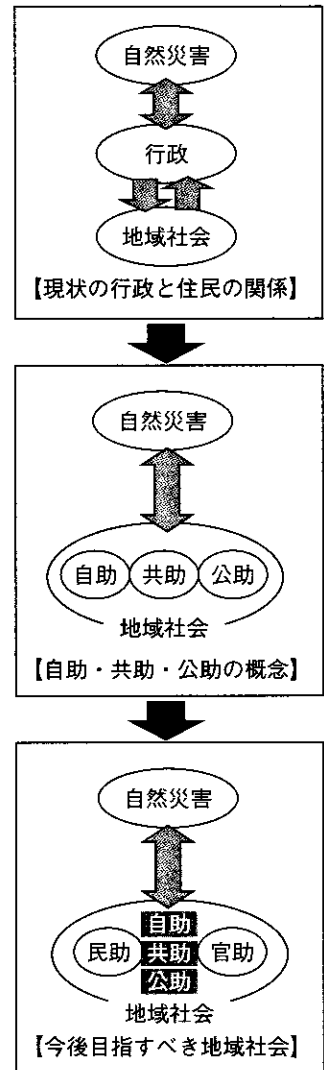 自然災害
行政
地域社会
【現状の行政と住民の関係】
自然災害
自助 共助 公助
地域社会
【自助・共助・公助の概念】
自然災害
自助
民助 共助 官助
公助
地域社会
【今後目指すべき地域社会】